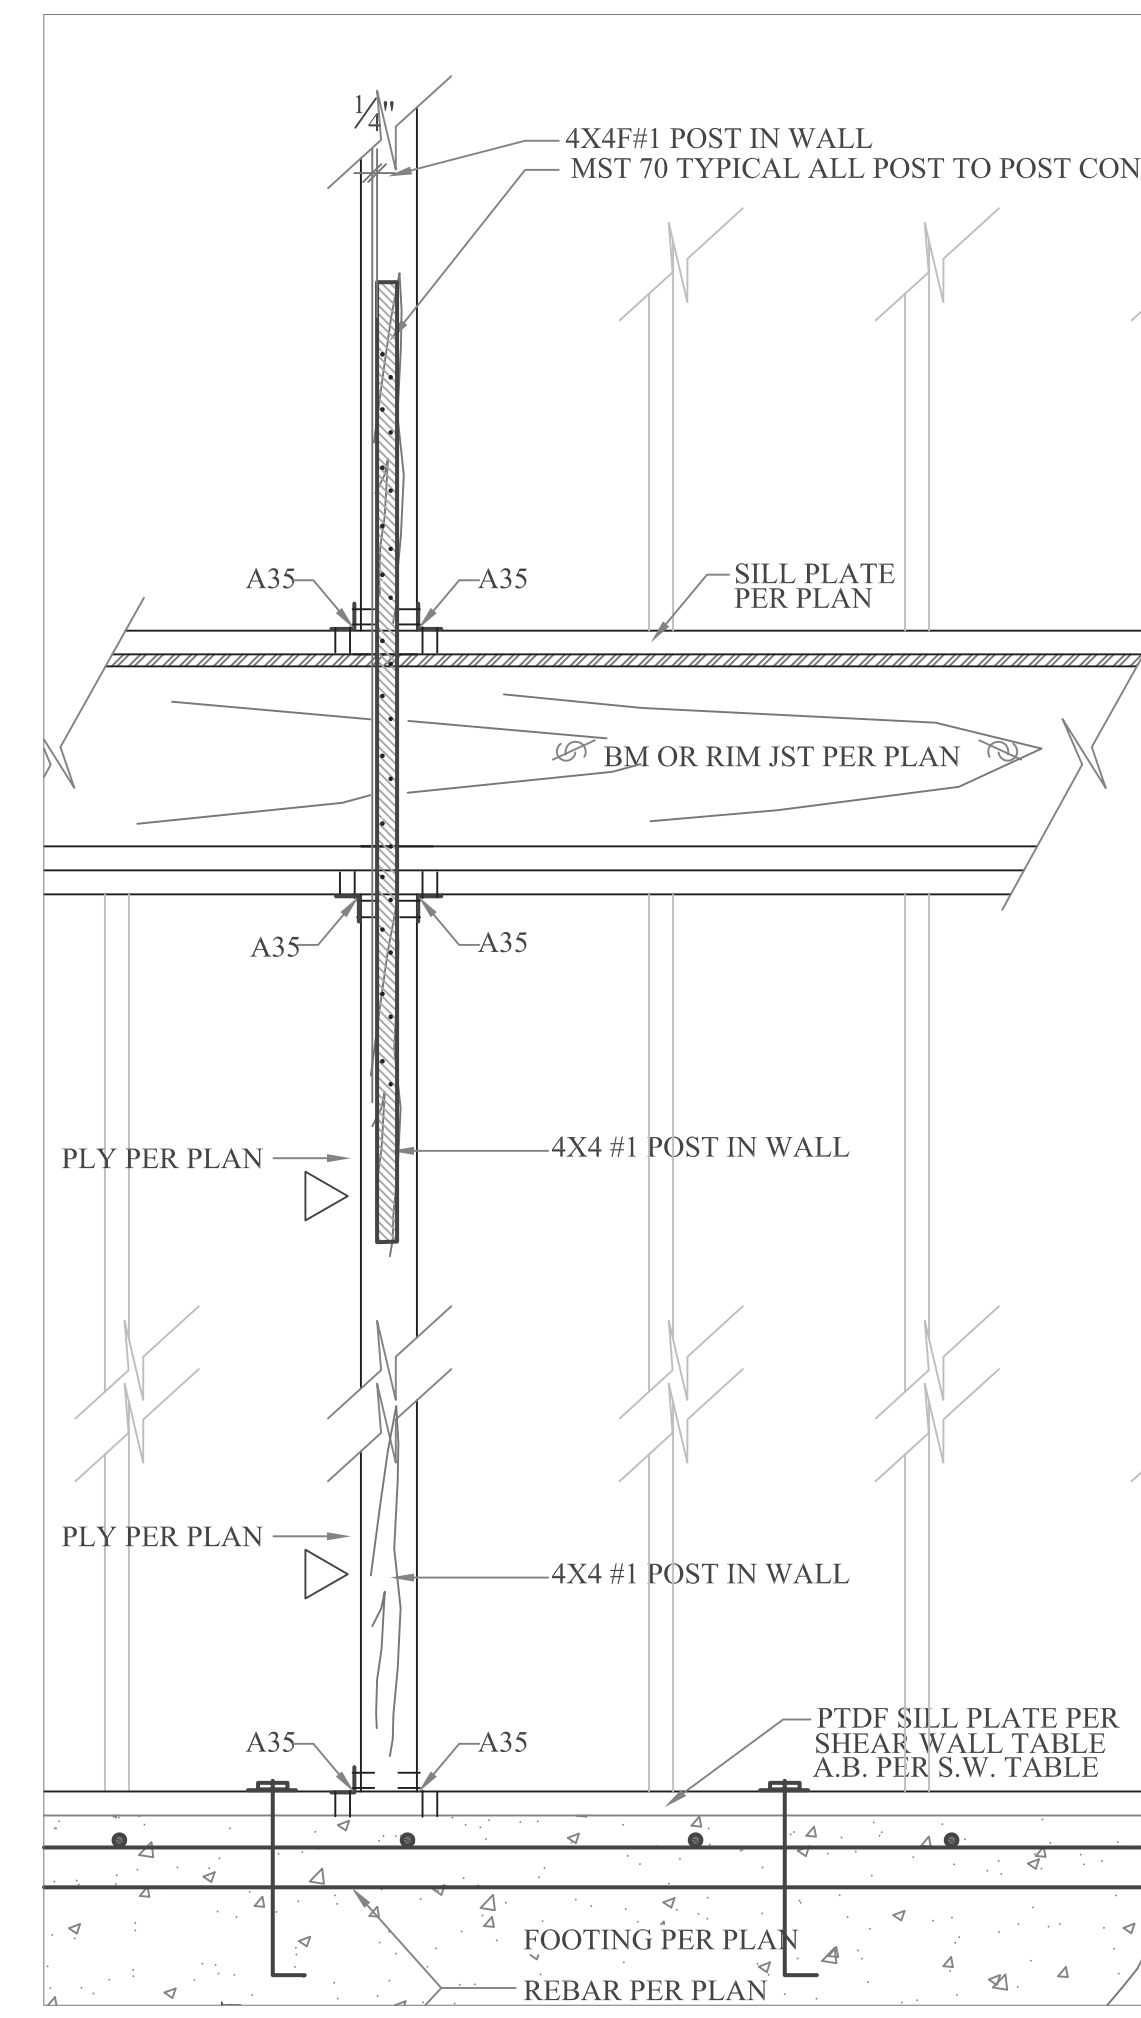 1/4"
4X4F#1 POST IN WALL
MST 70 TYPICAL ALL POST TO POST CON
A35
A35
SILL PLATE
PER PLAN
BM OR RIM JST PER PLAN
A35
A35
PLY PER PLAN
4X4 #1 POST IN WALL
PLY PER PLAN
4X4 #1 POST IN WALL
A35
A35
PTDF SILL PLATE PER
SHEAR WALL TABLE
A.B. PER S.W. TABLE
FOOTING PER PLAN
REBAR PER PLAN